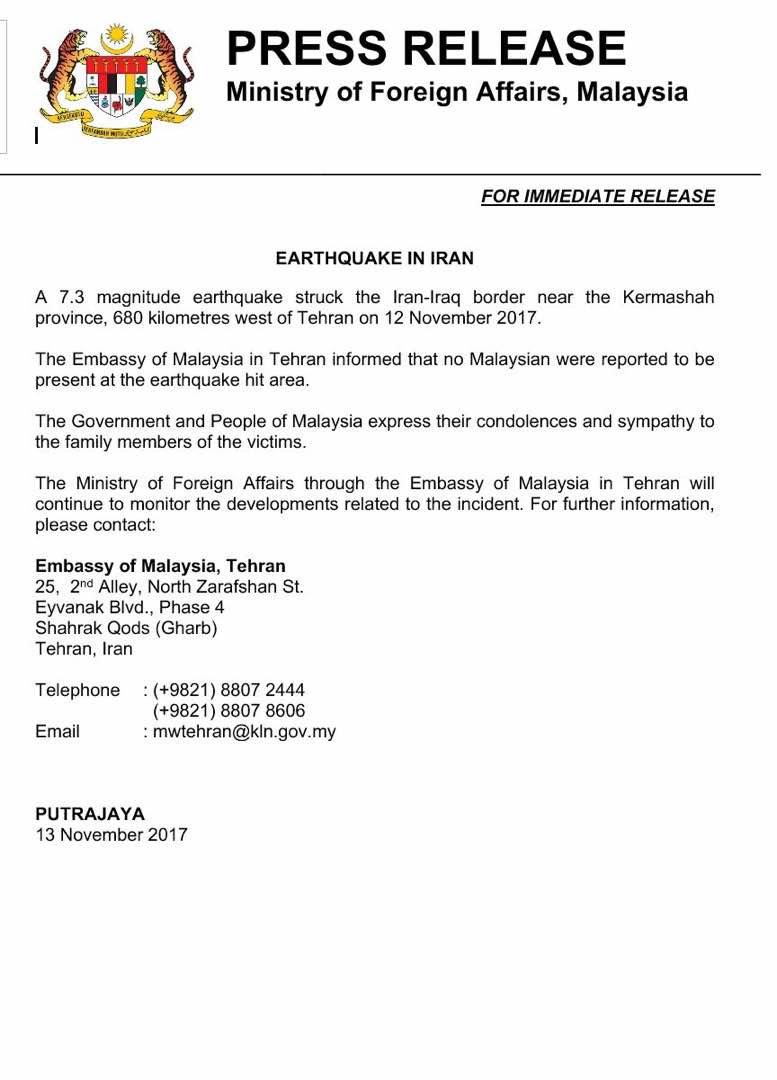 PRESS RELEASE
Ministry of Foreign Affairs, Malaysia
FOR IMMEDIATE RELEASE
EARTHQUAKE IN IRAN
A 7.3 magnitude earthquake struck the Iran-Iraq border near the Kermashah
province, 680 kilometres west of Tehran on 12 November 2017.
The Embassy of Malaysia in Tehran informed that no Malaysian were reported to be
present at the earthquake hit area.
The Government and People of Malaysia express their condolences and sympathy to
the family members of the victims.
The Ministry of Foreign Affairs through the Embassy of Malaysia in Tehran will
continue to monitor the developments related to the incident. For further information,
please contact:
Embassy of Malaysia, Tehran
25, 2nd Alley, North Zarafshan St.
Eyvanak Blvd., Phase 4
Shahrak Qods (Gharb)
Tehran, Iran
Telephone : (+9821) 8807 2444
(+9821) 8807 8606
Email : mwtehran@kln.gov.my
PUTRAJAYA
13 November 2017